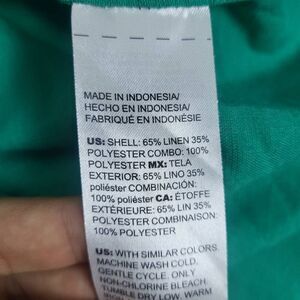 MADE IN INDONESIA/
HECHO EN INDONESIA/
FABRIQUÉ EN INDONÉSIE
US: SHELL: 65% LINEN 35%
POLYESTER COMBO: 100%
POLYESTER MX: TELA
EXTERIOR: 65% LINO 35%
poliéster COMBINACIÓN:
100% poliéster CA: ÉTOFFE
EXTÉRIEURE: 65% LIN 35%
POLYESTER COMBINAISON:
100% POLYESTER
US: WITH SIMILAR COLORS.
MACHINE WASH COLD.
GENTLE CYCLE. ONLY
NON-CHLORINE BLEACH.
TUMBLE DRY LOW. WARM